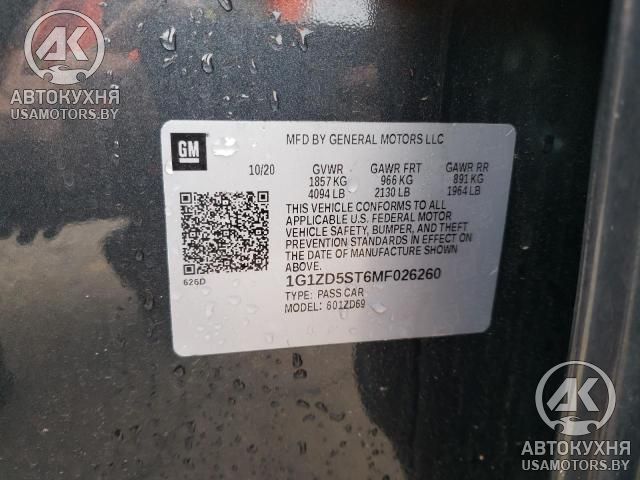 AK
АВТОКУХНЯ
USAMOTORS.BY
GM
MFD BY GENERAL MOTORS LLC
10/20 GVWR GAWR FRT GAWR RR
1857 KG 966 KG 891 KG
4094 LB 2130 LB 1964 LB
THIS VEHICLE CONFORMS TO ALL
APPLICABLE U.S. FEDERAL MOTOR
VEHICLE SAFETY, BUMPER, AND THEFT
PREVENTION STANDARDS IN EFFECT ON
THE DATE OF MANUFACTURE SHOWN
ABOVE.
626D
1G1ZD5ST6MF026260
TYPE: PASS CAR
MODEL: 601ZD69
AK
АВТОКУХНЯ
USAMOTORS.BY